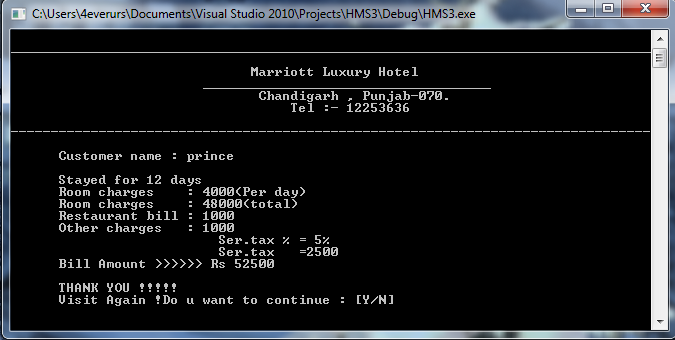 C:\Users\4everurs\Documents\Visual Studio 2010\Projects\HMS3\Debug\HMS3.exe
Marriott Luxury Hotel
Chandigarh , Punjab-070.
Tel :- 12253636
Customer name : prince
Stayed for 12 days
Room charges : 4000(Per day)
Room charges : 48000(total)
Restaurant bill : 1000
Other charges : 1000
Ser.tax % = 5%
Ser.tax =2500
Bill Amount >>>>>> Rs 52500
THANK YOU !!!!!
Visit Again !Do u want to continue : [Y/N]